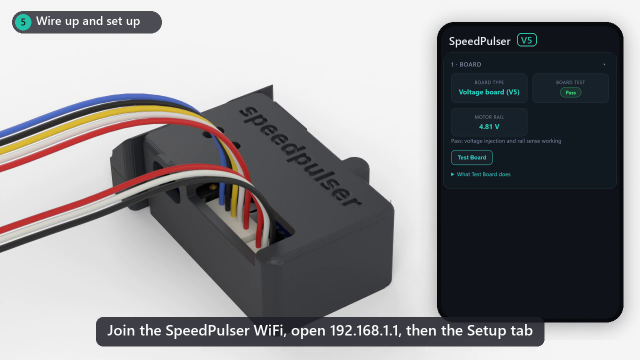 5 Wire up and set up
speedpulser
SpeedPulser V5
1 · BOARD
BOARD TYPE
Voltage board (V5)
BOARD TEST
Pass
MOTOR RAIL
4.81 V
Pass: voltage injection and rail sense working
Test Board
▶ What Test Board does
Join the SpeedPulser WiFi, open 192.168.1.1, then the Setup tab